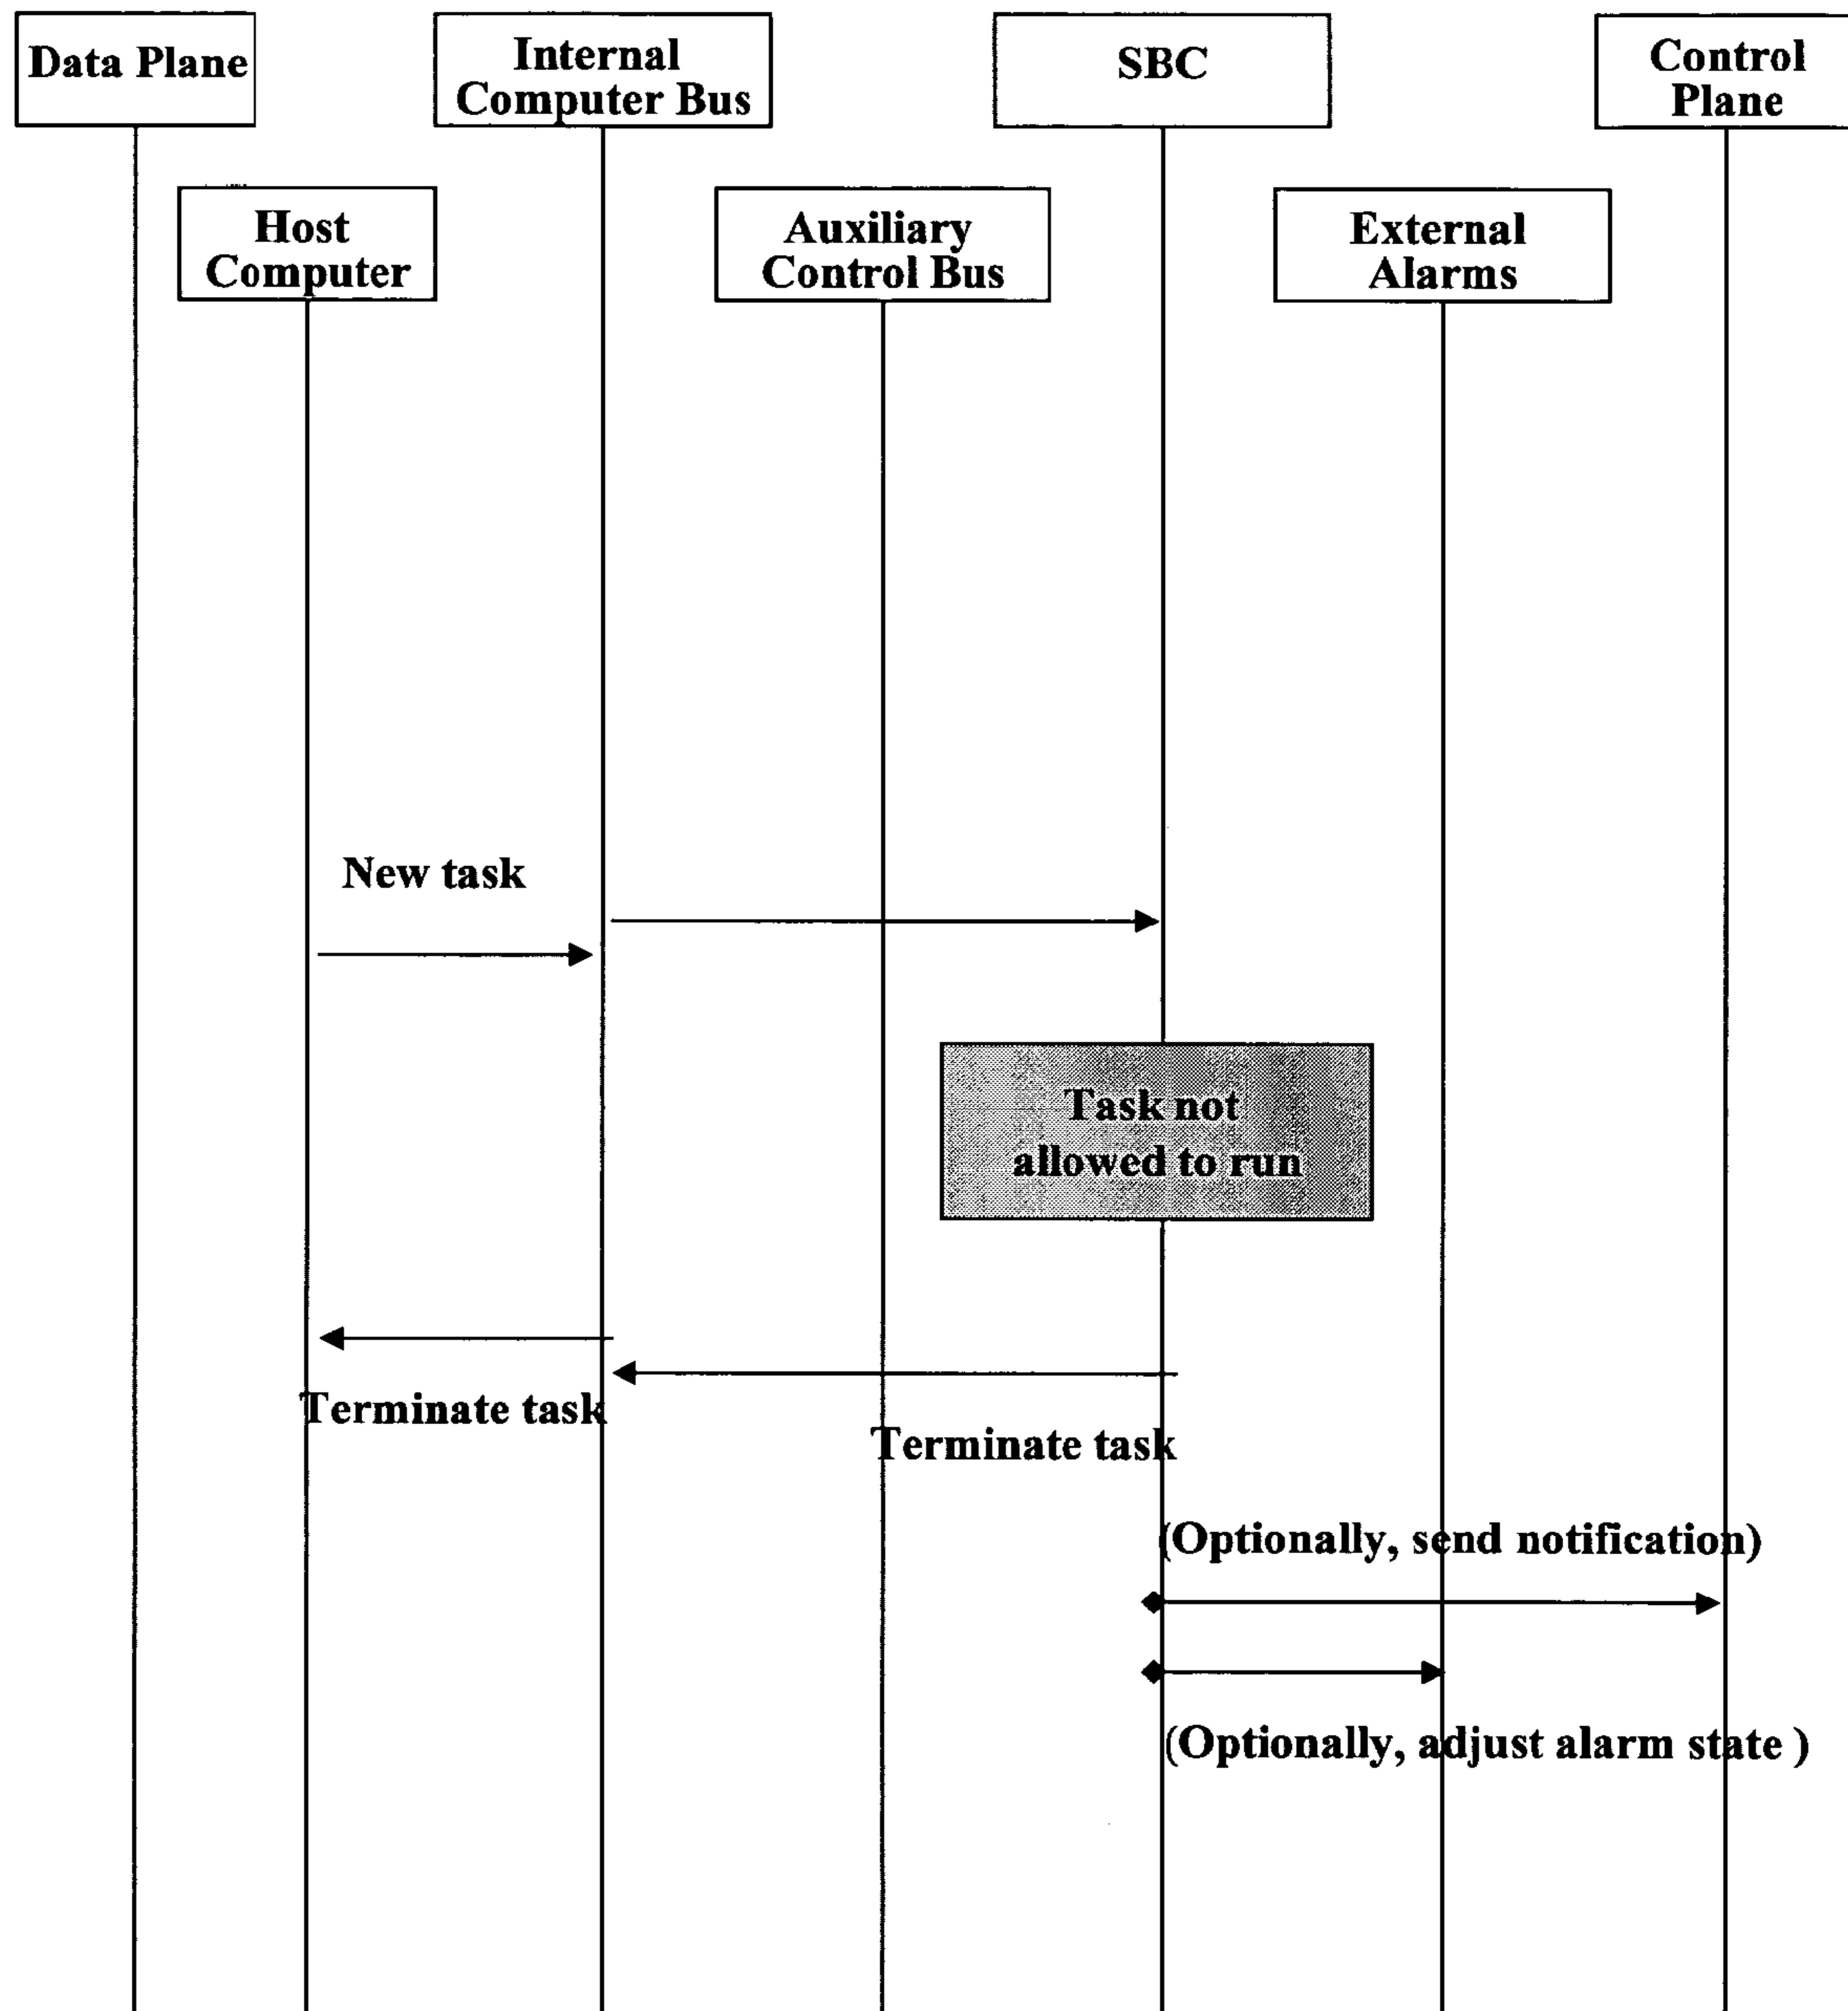 Data Plane
Internal
Computer Bus
SBC
Control
Plane
Host
Computer
Auxiliary
Control Bus
External
Alarms
New task
Task not
allowed to run
Terminate task
Terminate task
(Optionally, send notification)
(Optionally, adjust alarm state )